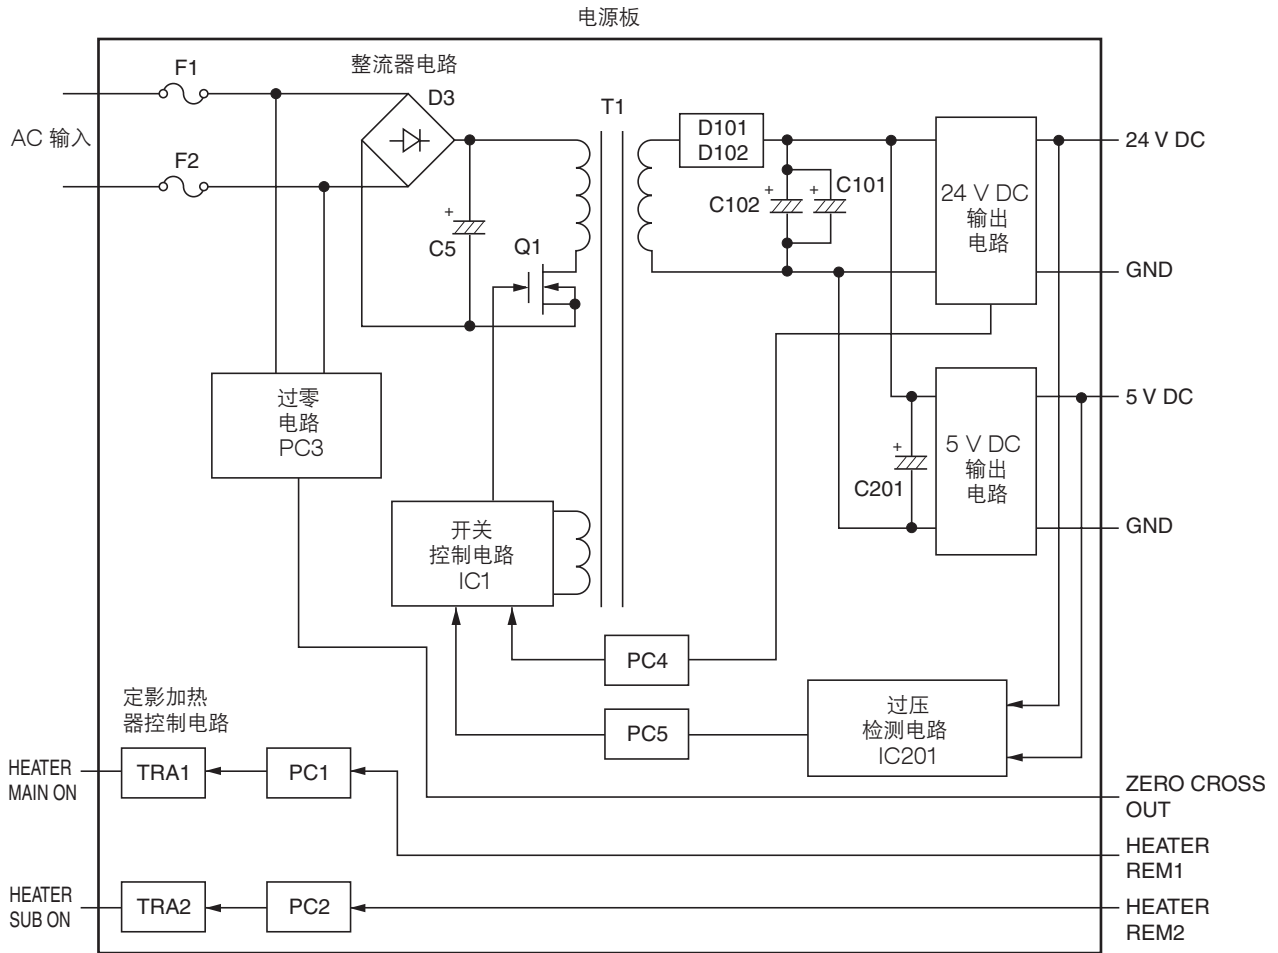 电源板
F1
整流器电路
D3
T1
AC 输入
F2
D101
D102
24 V DC
C101
+
+
C102
24 V DC
输出
电路
+
C5
Q1
GND
过零
电路
PC3
5 V DC
5 V DC
输出
电路
+
C201
GND
开关
控制电路
IC1
PC4
定影加热
器控制电路
过压
检测电路
IC201
PC5
HEATER
MAIN ON
TRA1
PC1
ZERO CROSS
OUT
HEATER
REM1
HEATER
SUB ON
TRA2
PC2
HEATER
REM2